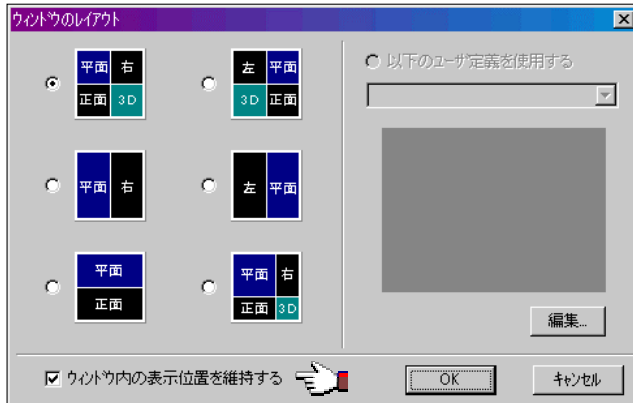 ウィンドウのレイアウト
平面 右
正面 3D
左 平面
3D 正面
以下のユーザ定義を使用する
平面 右
左 平面
平面
正面
平面 右
正面 3D
編集...
ウィンドウ内の表示位置を維持する
OK
キャンセル